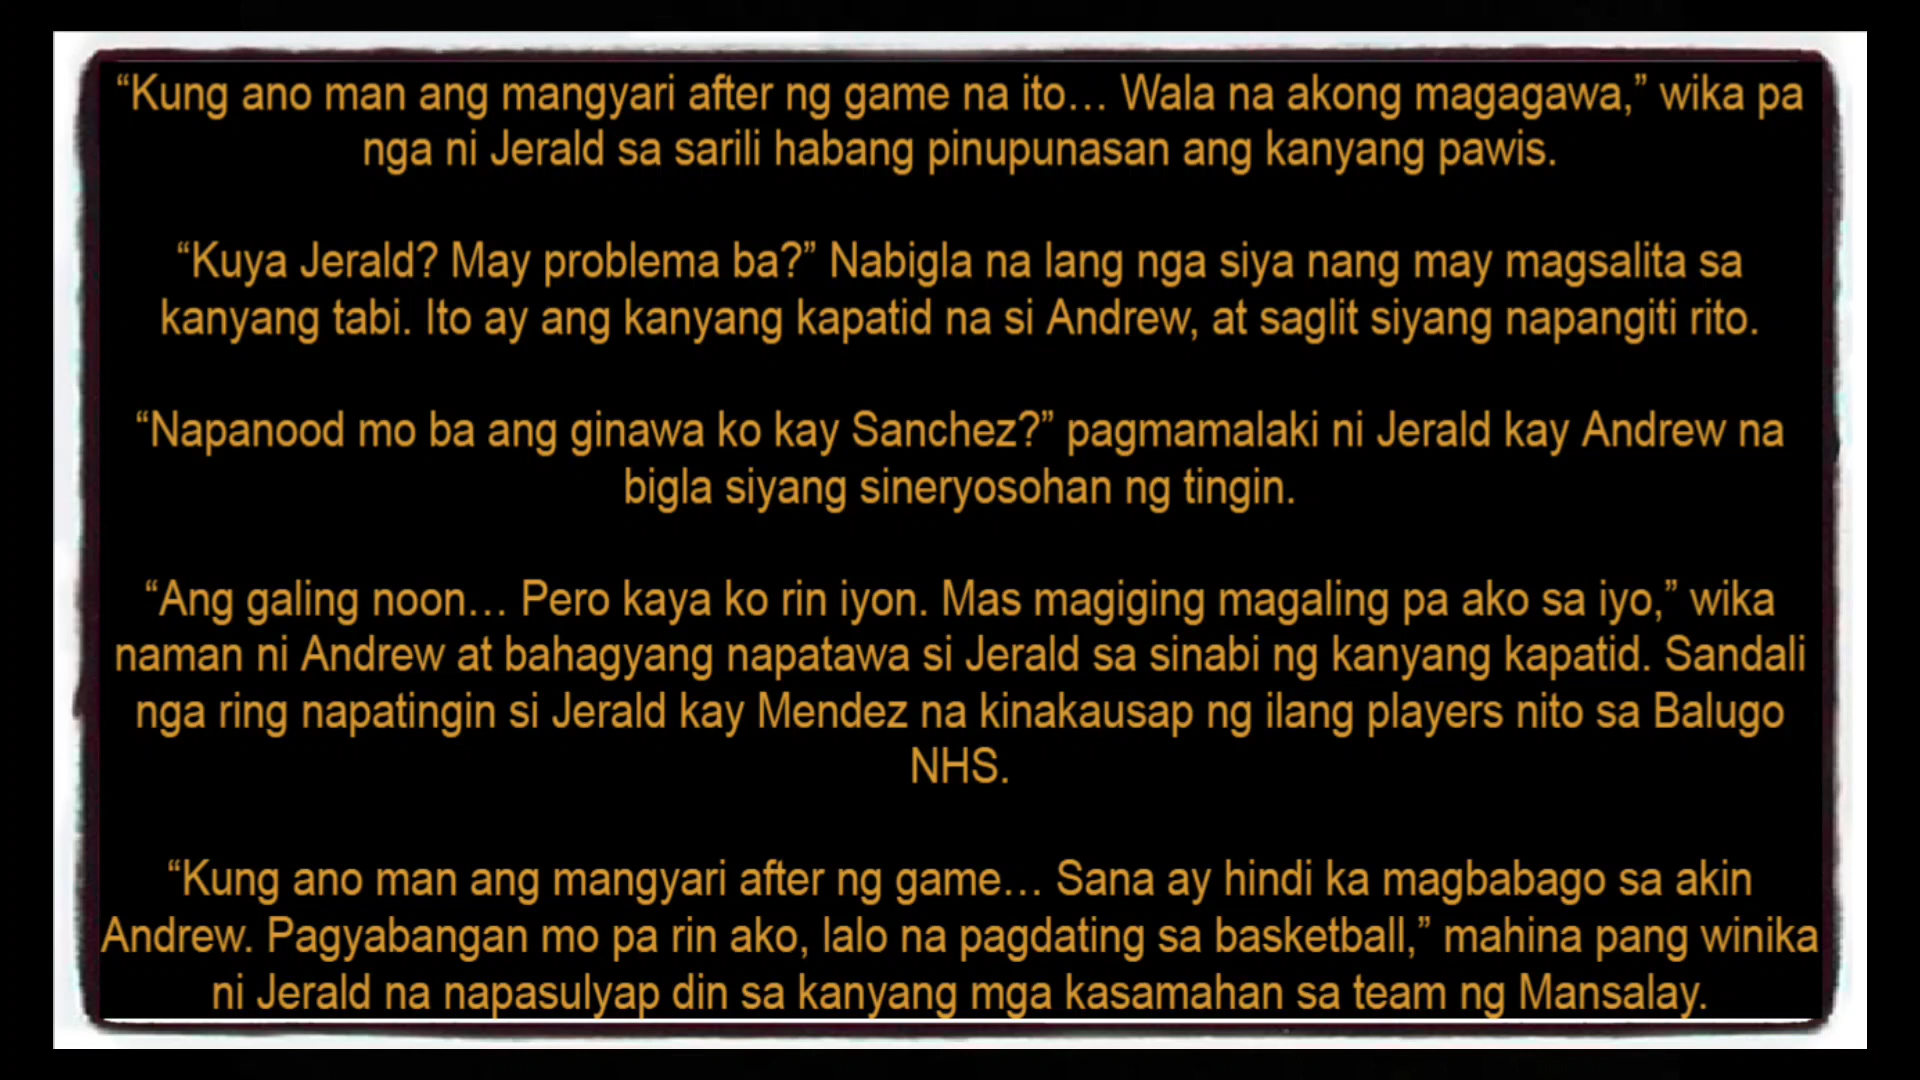 “Kung ano man ang mangyari after ng game na ito… Wala na akong magagawa,” wika pa
nga ni Jerald sa sarili habang pinupunasan ang kanyang pawis.
“Kuya Jerald? May problema ba?” Nabigla na lang nga siya nang may magsalita sa
kanyang tabi. Ito ay ang kanyang kapatid na si Andrew, at saglit siyang napangiti rito.
“Napanood mo ba ang ginawa ko kay Sanchez?” pagmamalaki ni Jerald kay Andrew na
bigla siyang sineryosohan ng tingin.
“Ang galing noon… Pero kaya ko rin iyon. Mas magiging magaling pa ako sa iyo,” wika
naman ni Andrew at bahagyang napatawa si Jerald sa sinabi ng kanyang kapatid. Sandali
nga ring napatingin si Jerald kay Mendez na kinakausap ng ilang players nito sa Balugo
NHS.
“Kung ano man ang mangyari after ng game… Sana ay hindi ka magbabago sa akin
Andrew. Pagyabangan mo pa rin ako, lalo na pagdating sa basketball,” mahina pang winika
ni Jerald na napasulyap din sa kanyang mga kasamahan sa team ng Mansalay.